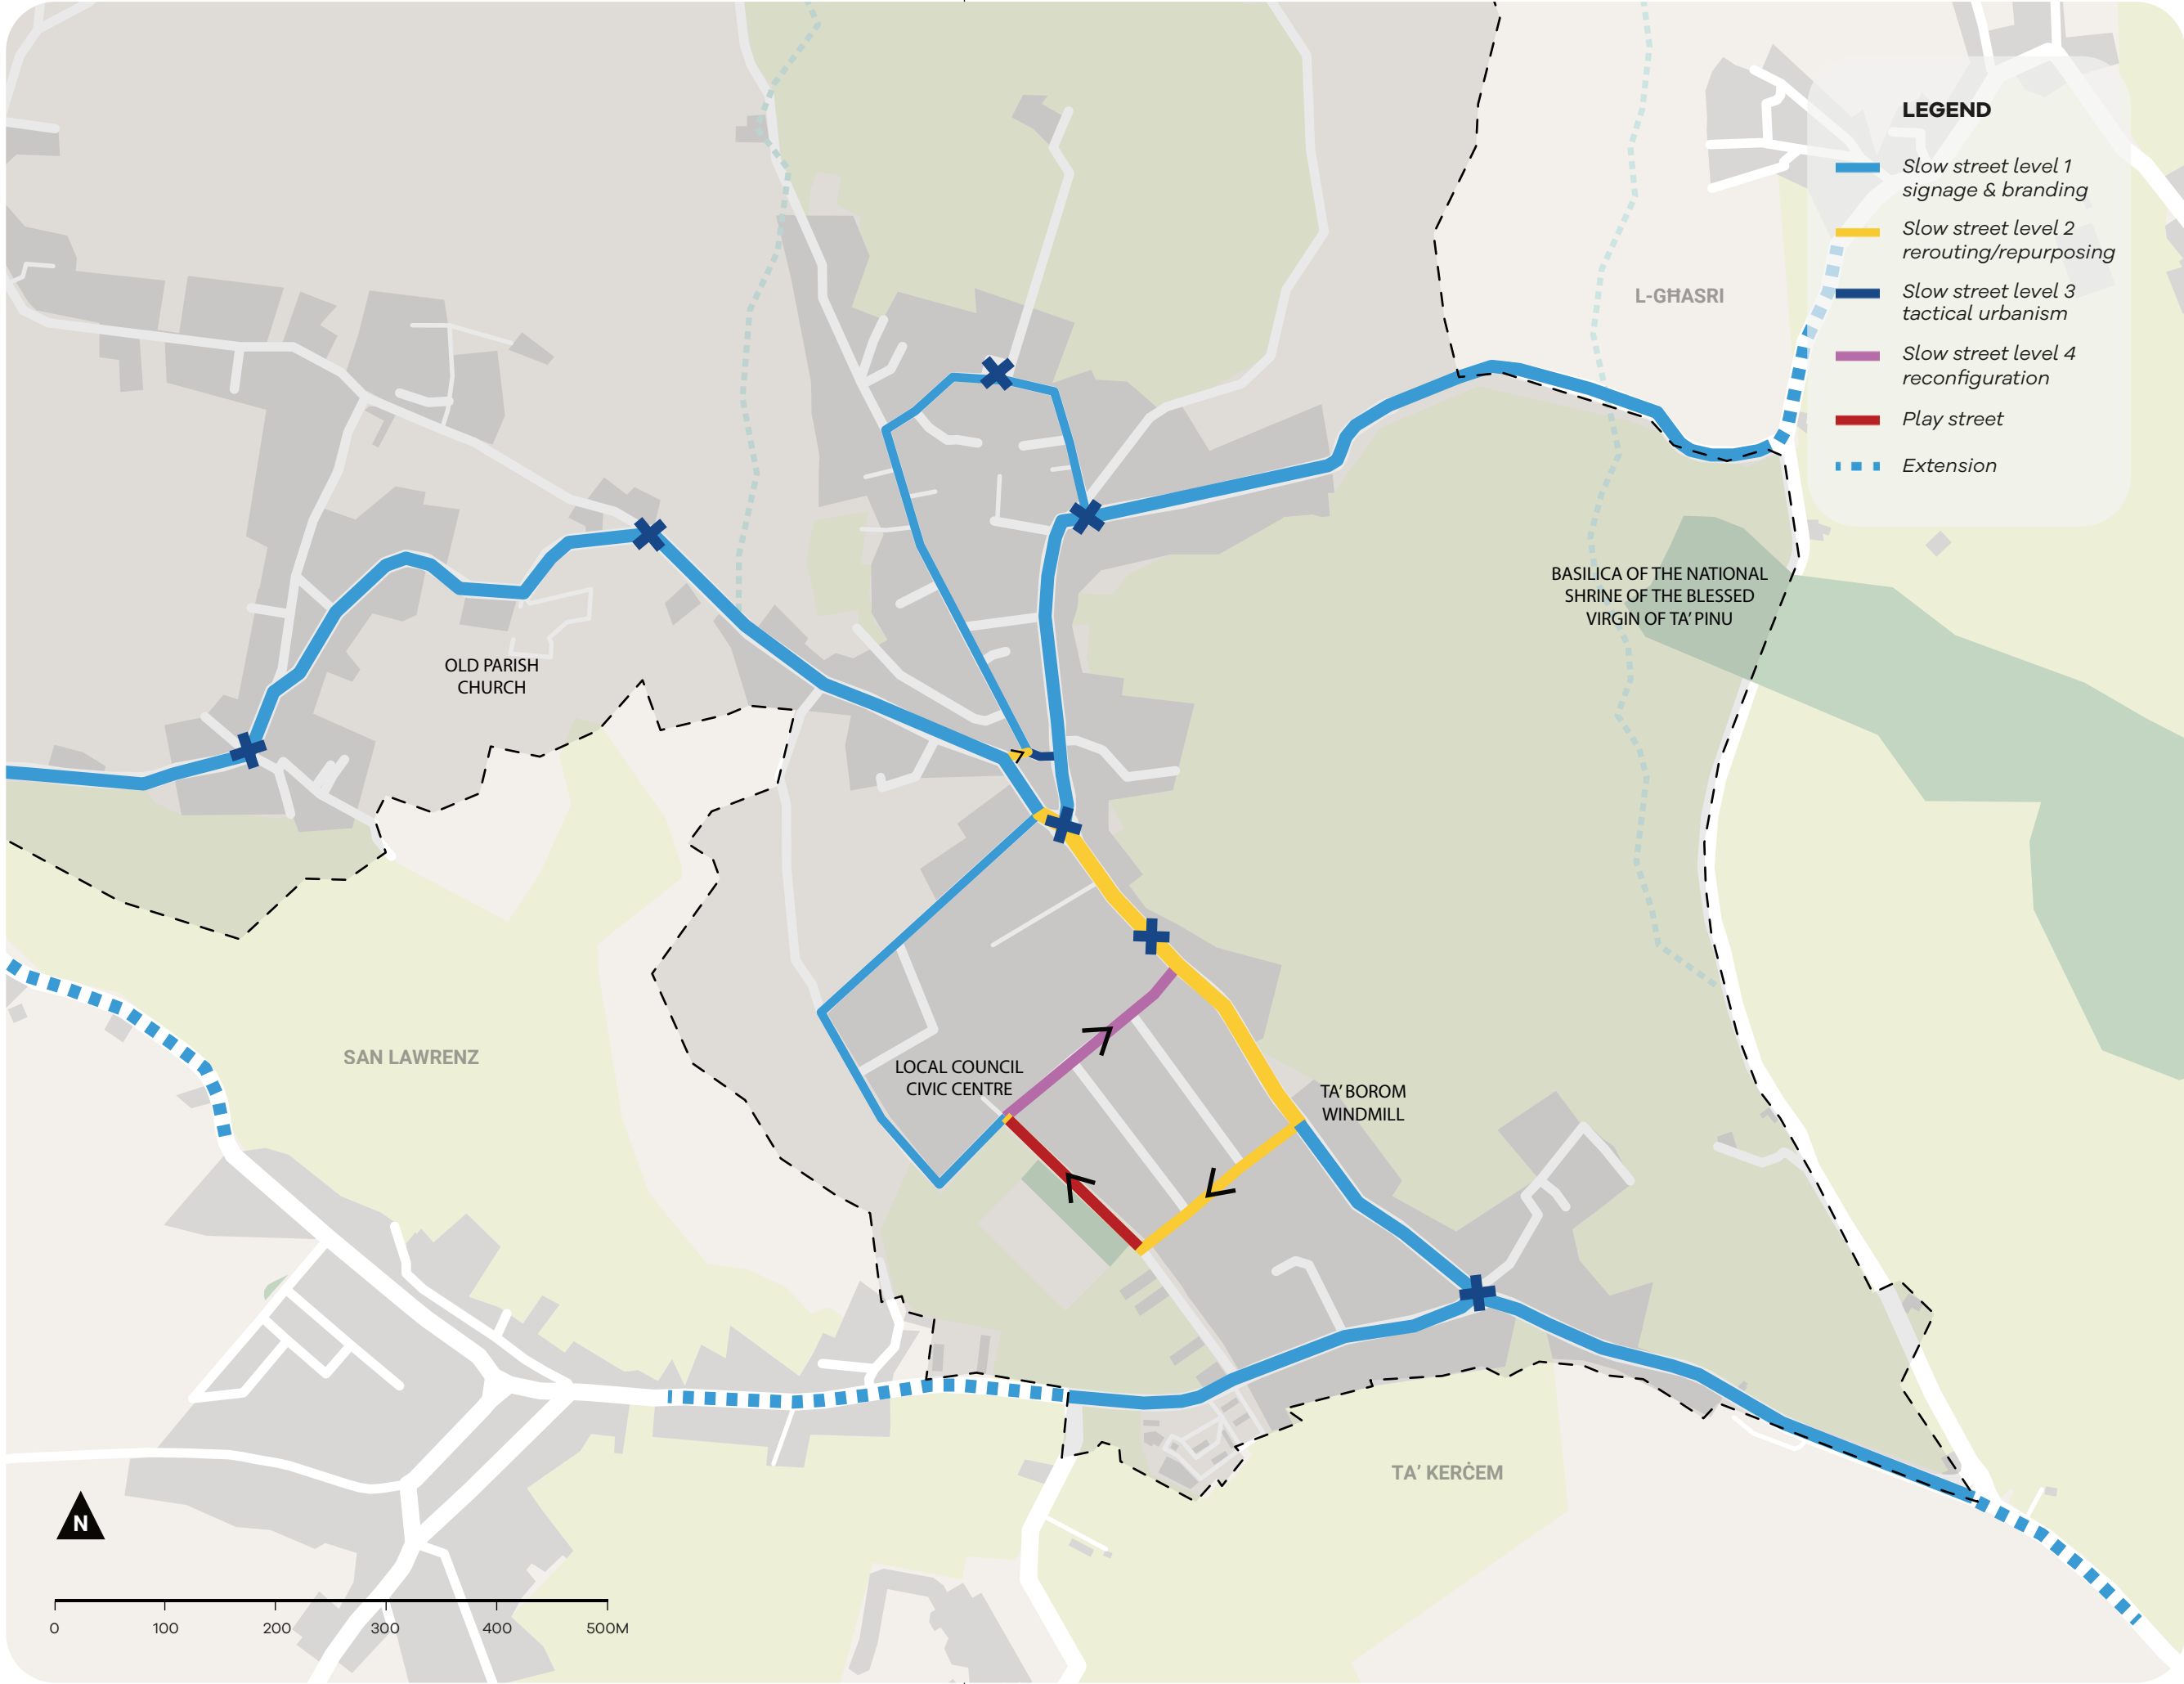 LEGEND
Slow street level 1
signage & branding
Slow street level 2
rerouting/repurposing
Slow street level 3
tactical urbanism
Slow street level 4
reconfiguration
Play street
Extension
L-GĦASRI
BASILICA OF THE NATIONAL
SHRINE OF THE BLESSED
VIRGIN OF TA' PINU
OLD PARISH
CHURCH
SAN LAWRENZ
LOCAL COUNCIL
CIVIC CENTRE
TA' BOROM
WINDMILL
TA' KERĊEM
N
0 100 200 300 400 500M